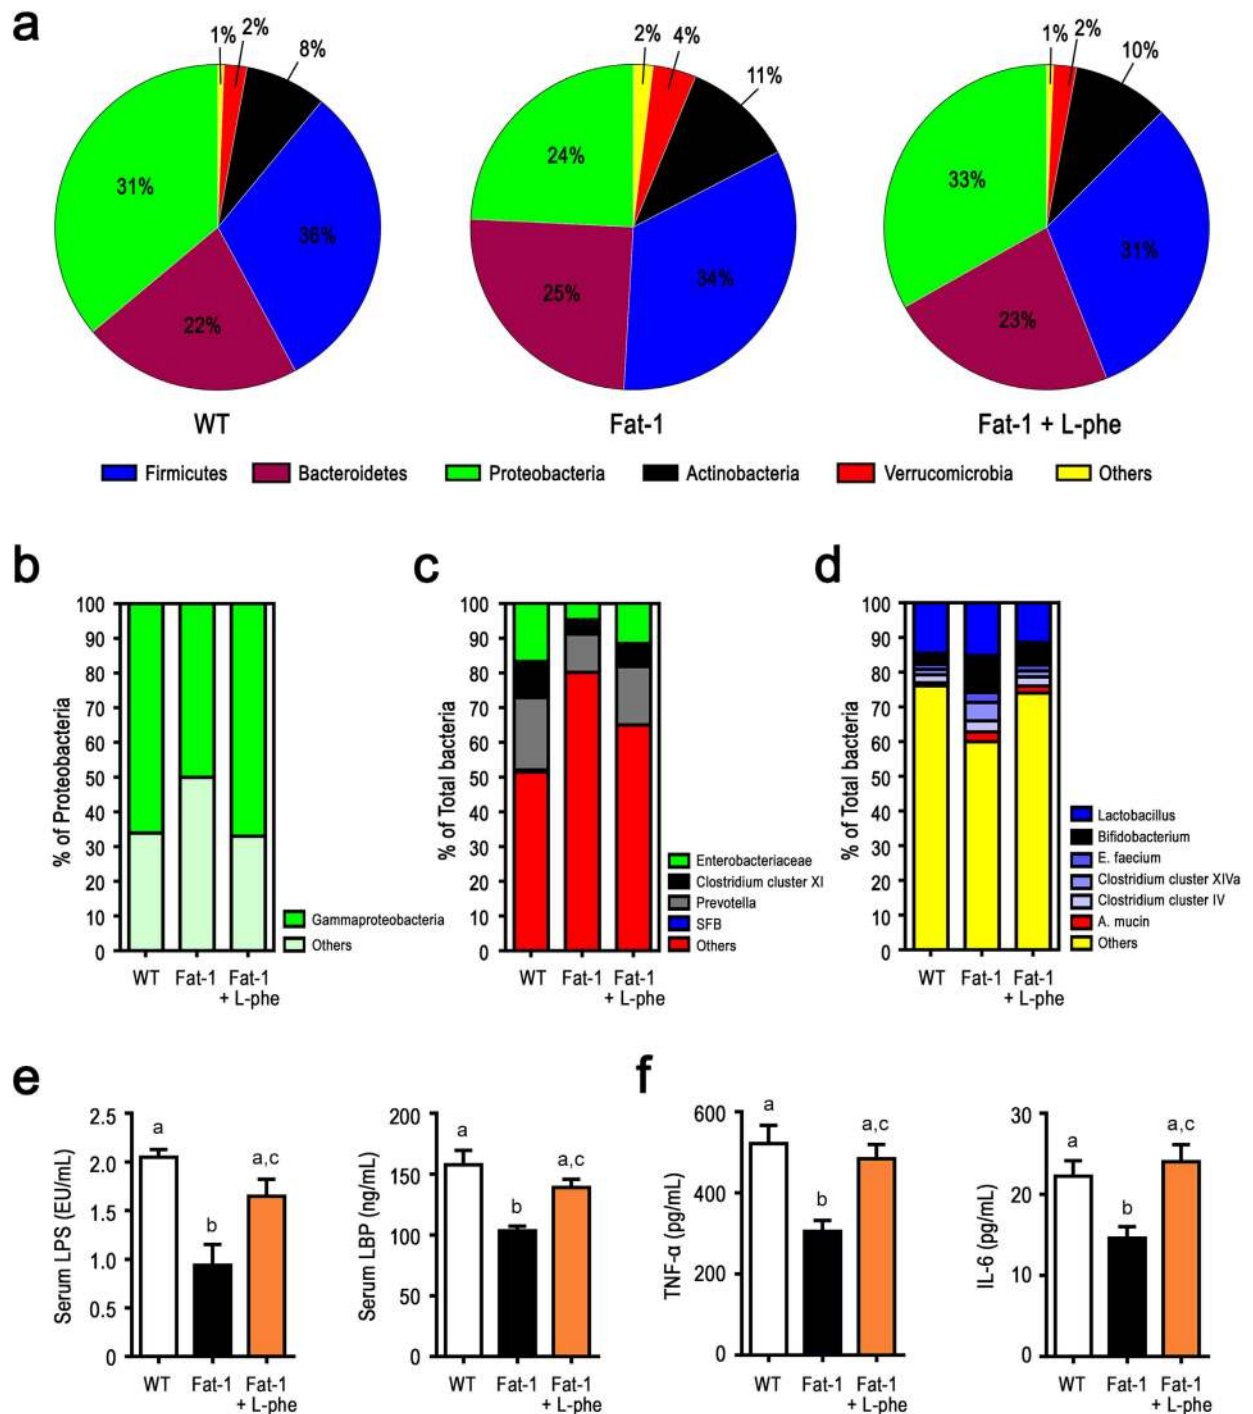 a
1%
2%
8%
31%
36%
22%
WT
2%
4%
11%
24%
34%
25%
Fat-1
1%
2%
10%
33%
31%
23%
Fat-1 + L-phe
Firmicutes
Bacteroidetes
Proteobacteria
Actinobacteria
Verrucomicrobia
Others
b
% of Proteobacteria
100
90
80
70
60
50
40
30
20
10
0
WT
Fat-1
Fat-1
+ L-phe
Gammaproteobacteria
Others
c
% of Total bacteria
100
90
80
70
60
50
40
30
20
10
0
WT
Fat-1
Fat-1
+ L-phe
Enterobacteriaceae
Clostridium cluster XI
Prevotella
SFB
Others
d
% of Total bacteria
100
90
80
70
60
50
40
30
20
10
0
WT
Fat-1
Fat-1
+ L-phe
Lactobacillus
Bifidobacterium
E. faecium
Clostridium cluster XIVa
Clostridium cluster IV
A. mucin
Others
e
Serum LPS (EU/mL)
2.5
2.0
1.5
1.0
0.5
0
a
b
a,c
WT
Fat-1
Fat-1
+ L-phe
Serum LBP (ng/mL)
200
150
100
50
0
a
b
a,c
WT
Fat-1
Fat-1
+ L-phe
f
TNF-α (pg/mL)
600
400
200
0
a
b
a,c
WT
Fat-1
Fat-1
+ L-phe
IL-6 (pg/mL)
30
20
10
0
a
b
a,c
WT
Fat-1
Fat-1
+ L-phe